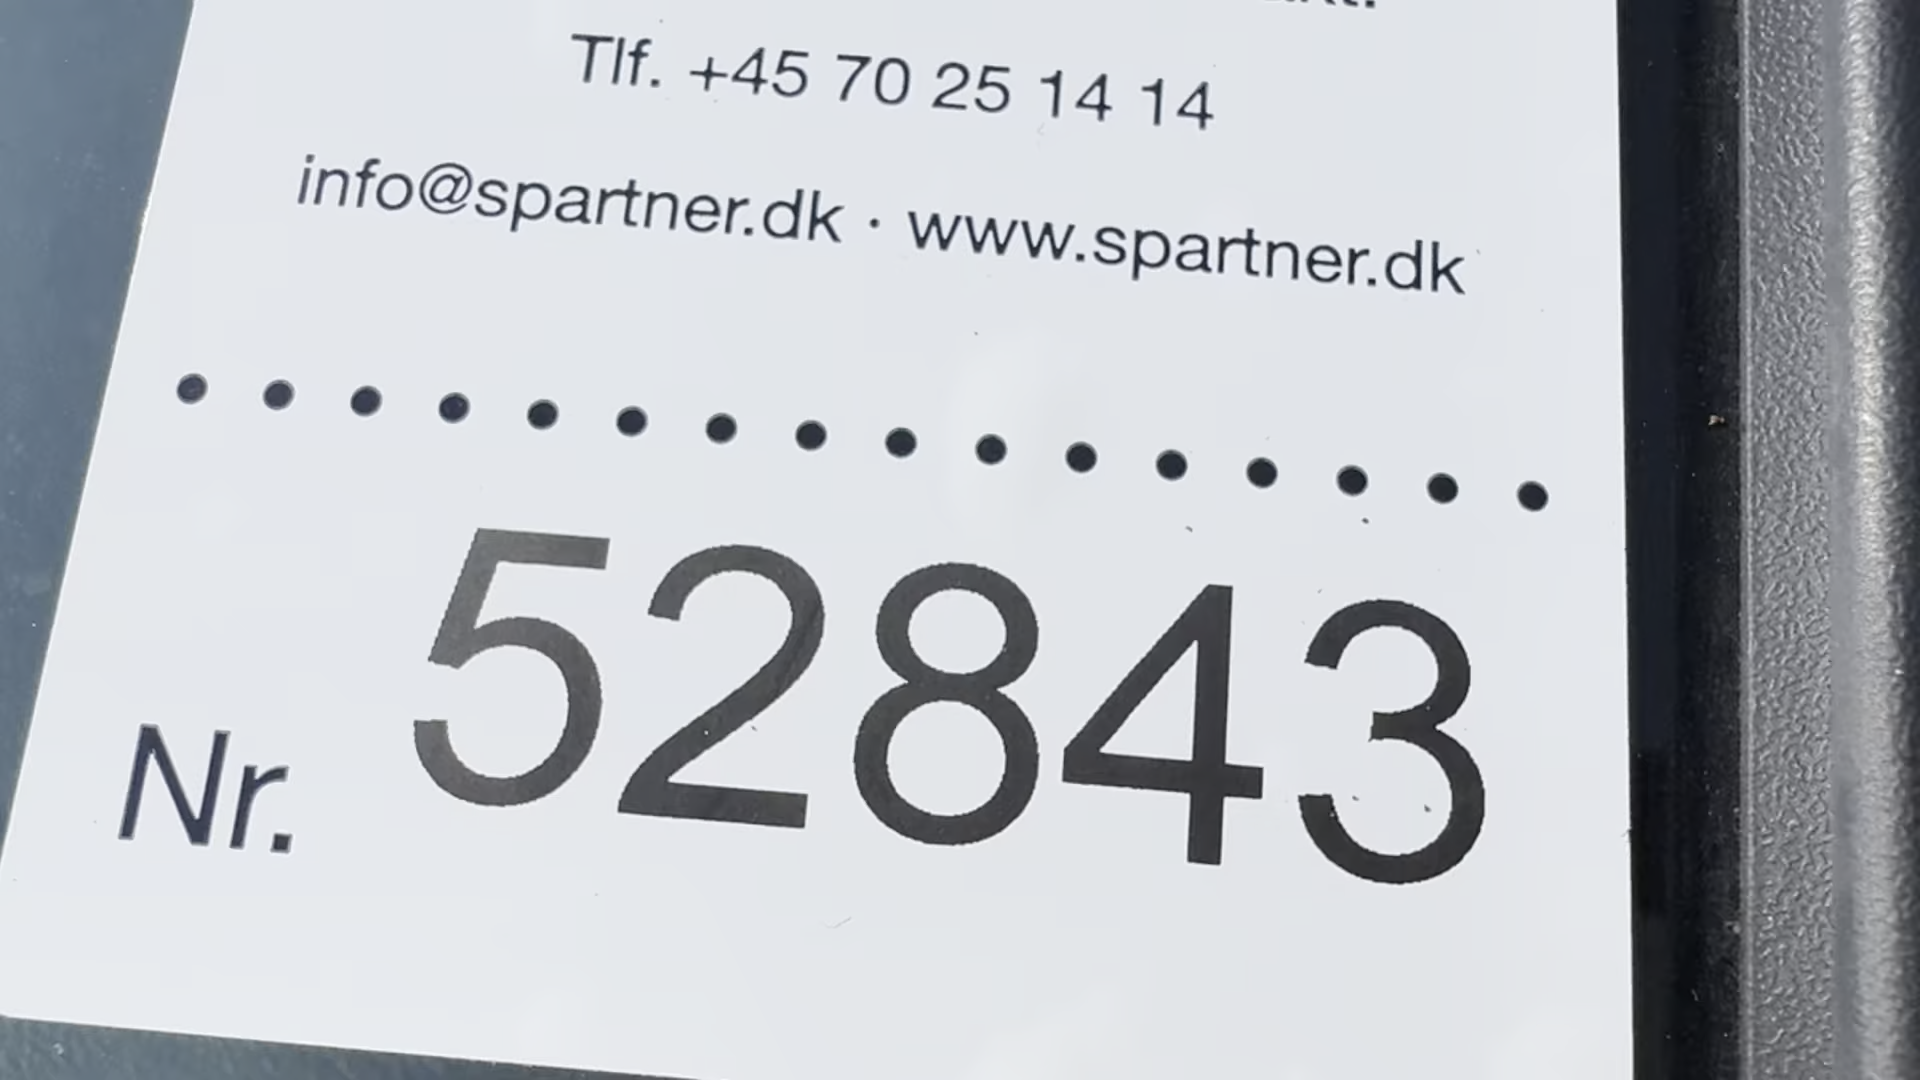 Tlf. +45 70 25 14 14
info@spartner.dk · www.spartner.dk
Nr. 52843